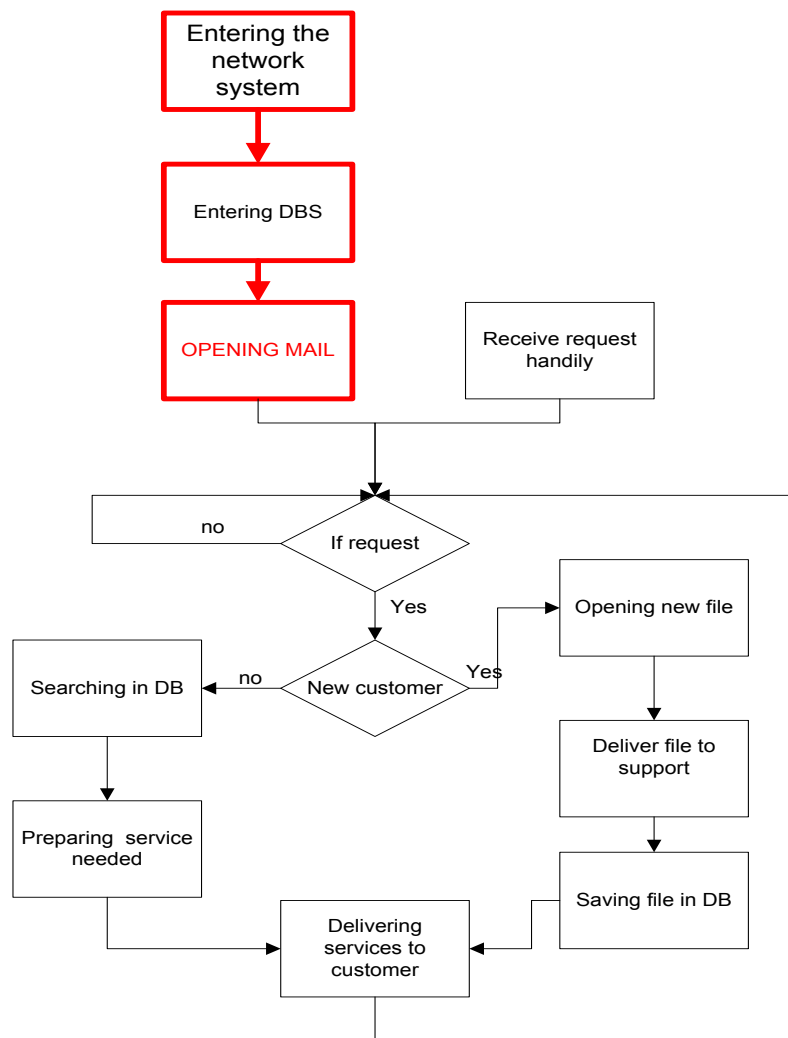 Entering the
network
system
Entering DBS
OPENING MAIL
Receive request
handily
no
If request
Yes
Opening new file
Searching in DB
no
New customer
Yes
Deliver file to
support
Preparing service
needed
Saving file in DB
Delivering
services to
customer